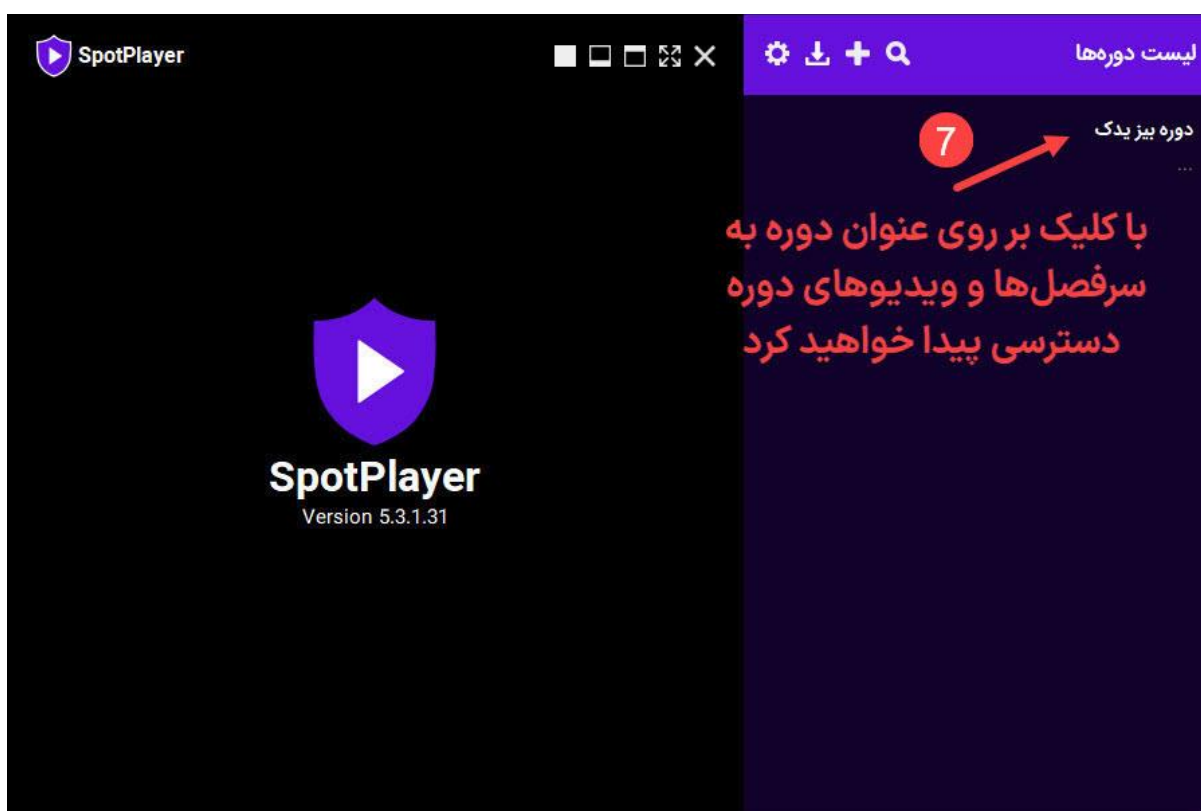 SpotPlayer
لیست دوره‌ها
دوره بیز یدک
...
7
با کلیک بر روی عنوان دوره به
سرفصل‌ها و ویدیوهای دوره
دسترسی پیدا خواهید کرد
SpotPlayer
Version 5.3.1.31